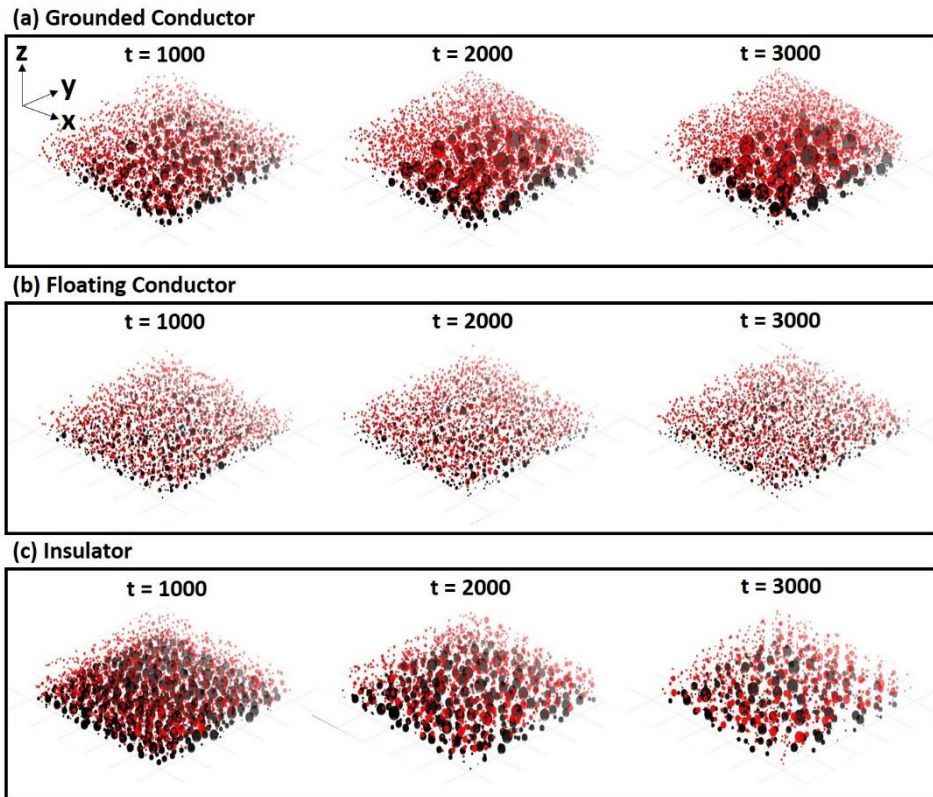 (a) Grounded Conductor
t = 1000 t = 2000 t = 3000
z
y
x
(b) Floating Conductor
t = 1000 t = 2000 t = 3000
(c) Insulator
t = 1000 t = 2000 t = 3000